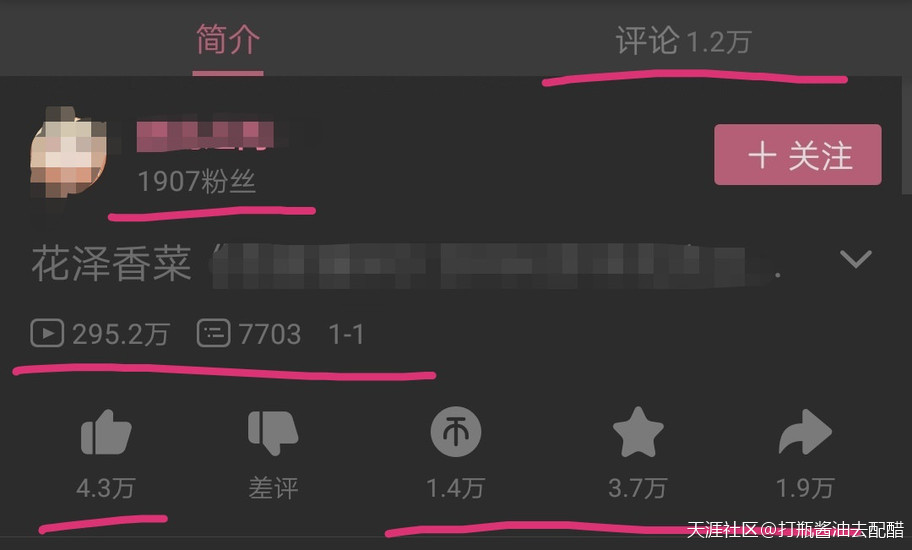 简介
评论 1.2万
1907粉丝
+ 关注
花泽香菜
295.2万 7703 1-1
4.3万 差评 1.4万 3.7万 1.9万
天涯社区@打瓶酱油去配醋